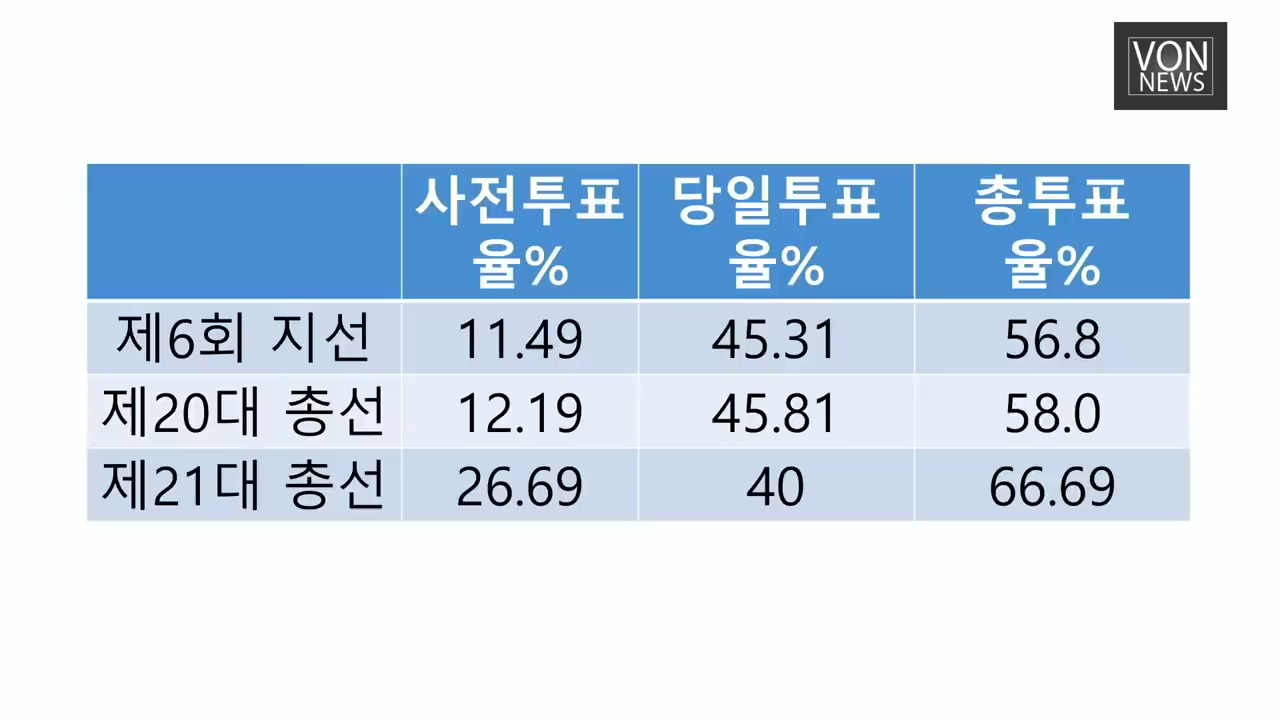 VON
NEWS
사전투표
율%
당일투표
율%
총투표
율%
제6회 지선 11.49 45.31 56.8
제20대 총선 12.19 45.81 58.0
제21대 총선 26.69 40 66.69